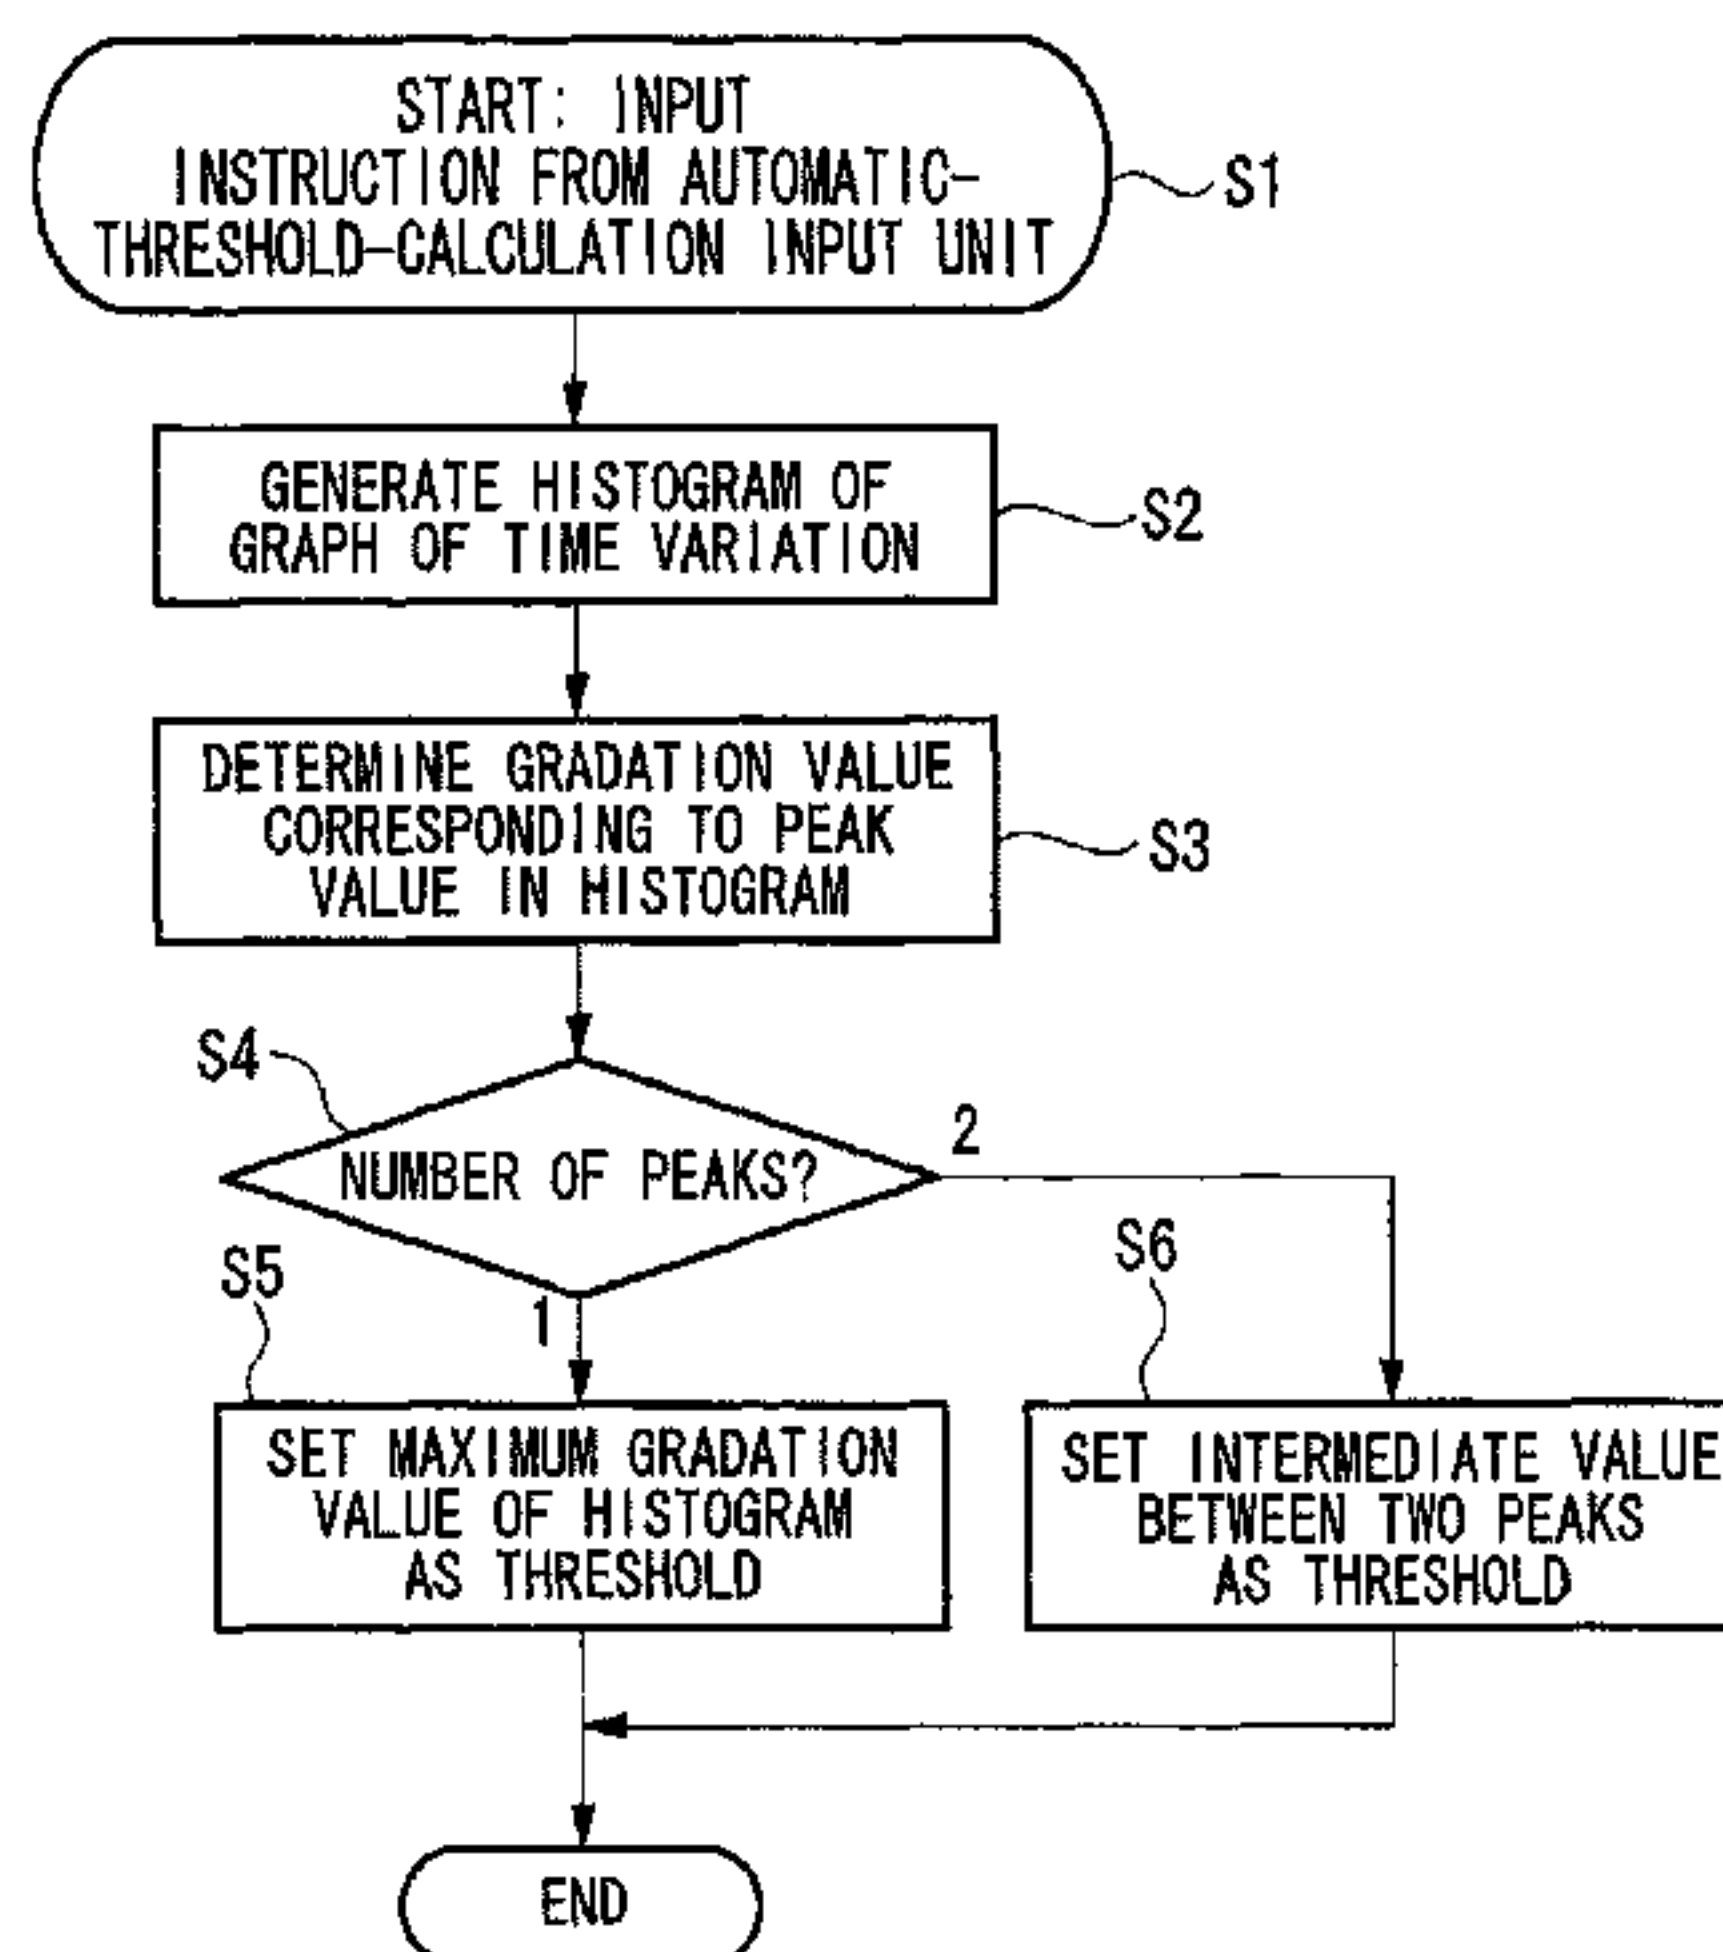 START: INPUT
INSTRUCTION FROM AUTOMATIC-
THRESHOLD-CALCULATION INPUT UNIT
S1
GENERATE HISTOGRAM OF
GRAPH OF TIME VARIATION
S2
DETERMINE GRADATION VALUE
CORRESPONDING TO PEAK
VALUE IN HISTOGRAM
S3
S4
NUMBER OF PEAKS?
2
1
S5
SET MAXIMUM GRADATION
VALUE OF HISTOGRAM
AS THRESHOLD
S6
SET INTERMEDIATE VALUE
BETWEEN TWO PEAKS
AS THRESHOLD
END